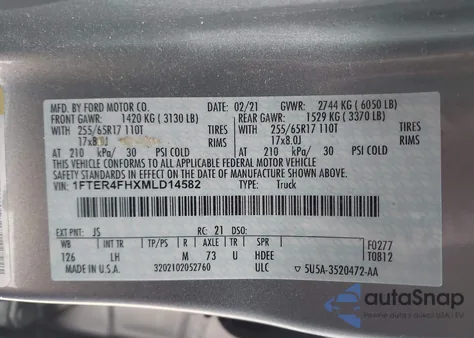 MFD. BY FORD MOTOR CO. DATE: 02/21 GVWR: 2744 KG ( 6050 LB)
FRONT GAWR: 1420 KG ( 3130 LB) REAR GAWR: 1529 KG ( 3370 LB)
WITH 255/65R17 110T TIRES WITH 255/65R17 110T TIRES
17x8.0J RIMS 17x8.0J RIMS
AT 210 kPa/ 30 PSI COLD AT 210 kPa/ 30 PSI COLD
THIS VEHICLE CONFORMS TO ALL APPLICABLE FEDERAL MOTOR VEHICLE
SAFETY STANDARDS IN EFFECT ON THE DATE OF MANUFACTURE SHOWN ABOVE.
VIN: 1FTER4FHXMLD14582 TYPE: Truck
EXT PNT: JS RC: 21 DSO:
WB INT TR TP/PS R AXLE TR SPR F0277
126 LH M 73 U HDEE T0812
MADE IN U.S.A. 3202102052760 ULC 5U5A-3520472-AA
autoSnap